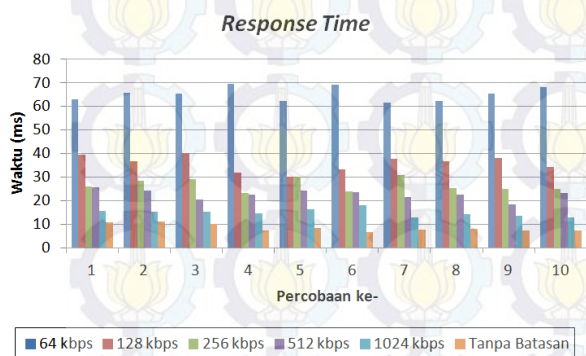 Response Time
Waktu (ms)
80
70
60
50
40
30
20
10
0
1 2 3 4 5 6 7 8 9 10
Percobaan ke-
64 kbps 128 kbps 256 kbps 512 kbps 1024 kbps Tanpa Batasan